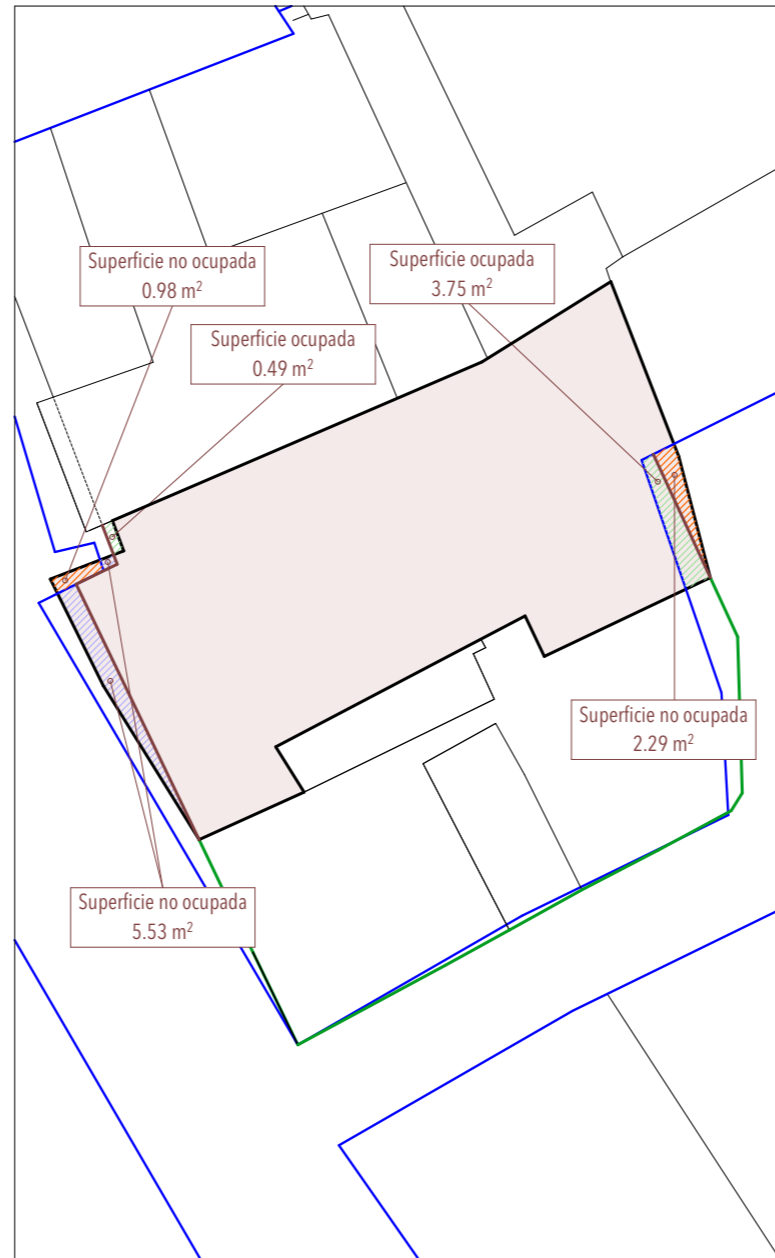 Superficie no ocupada
0.98 m²
Superficie ocupada
3.75 m²
Superficie ocupada
0.49 m²
Superficie no ocupada
2.29 m²
Superficie no ocupada
5.53 m²